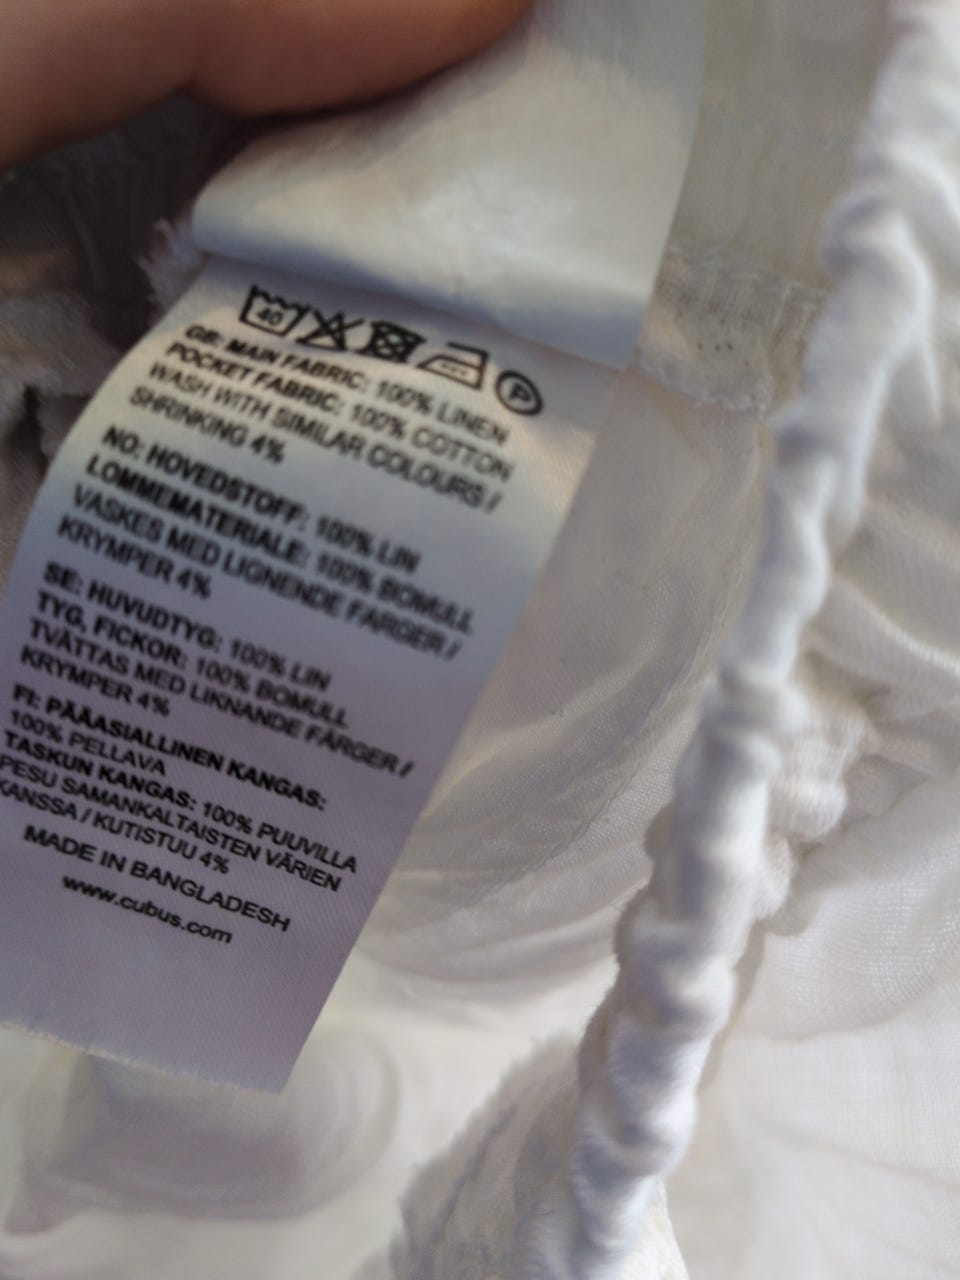 40
P
GB: MAIN FABRIC: 100% LINEN
POCKET FABRIC: 100% COTTON
WASH WITH SIMILAR COLOURS /
SHRINKING 4%
NO: HOVEDSTOFF: 100% LIN
LOMMEMATERIALE: 100% BOMULL
VASKES MED LIGNENDE FARGER /
KRYMPER 4%
SE: HUVUDTYG: 100% LIN
TYG, FICKOR: 100% BOMULL
TVÄTTAS MED LIKNANDE FÄRGER /
KRYMPER 4%
FI: PÄÄASIALLINEN KANGAS:
100% PELLAVA
TASKUN KANGAS: 100% PUUVILLA
PESU SAMANKALTAISTEN VÄRIEN
KANSSA / KUTISTUU 4%
MADE IN BANGLADESH
www.cubus.com